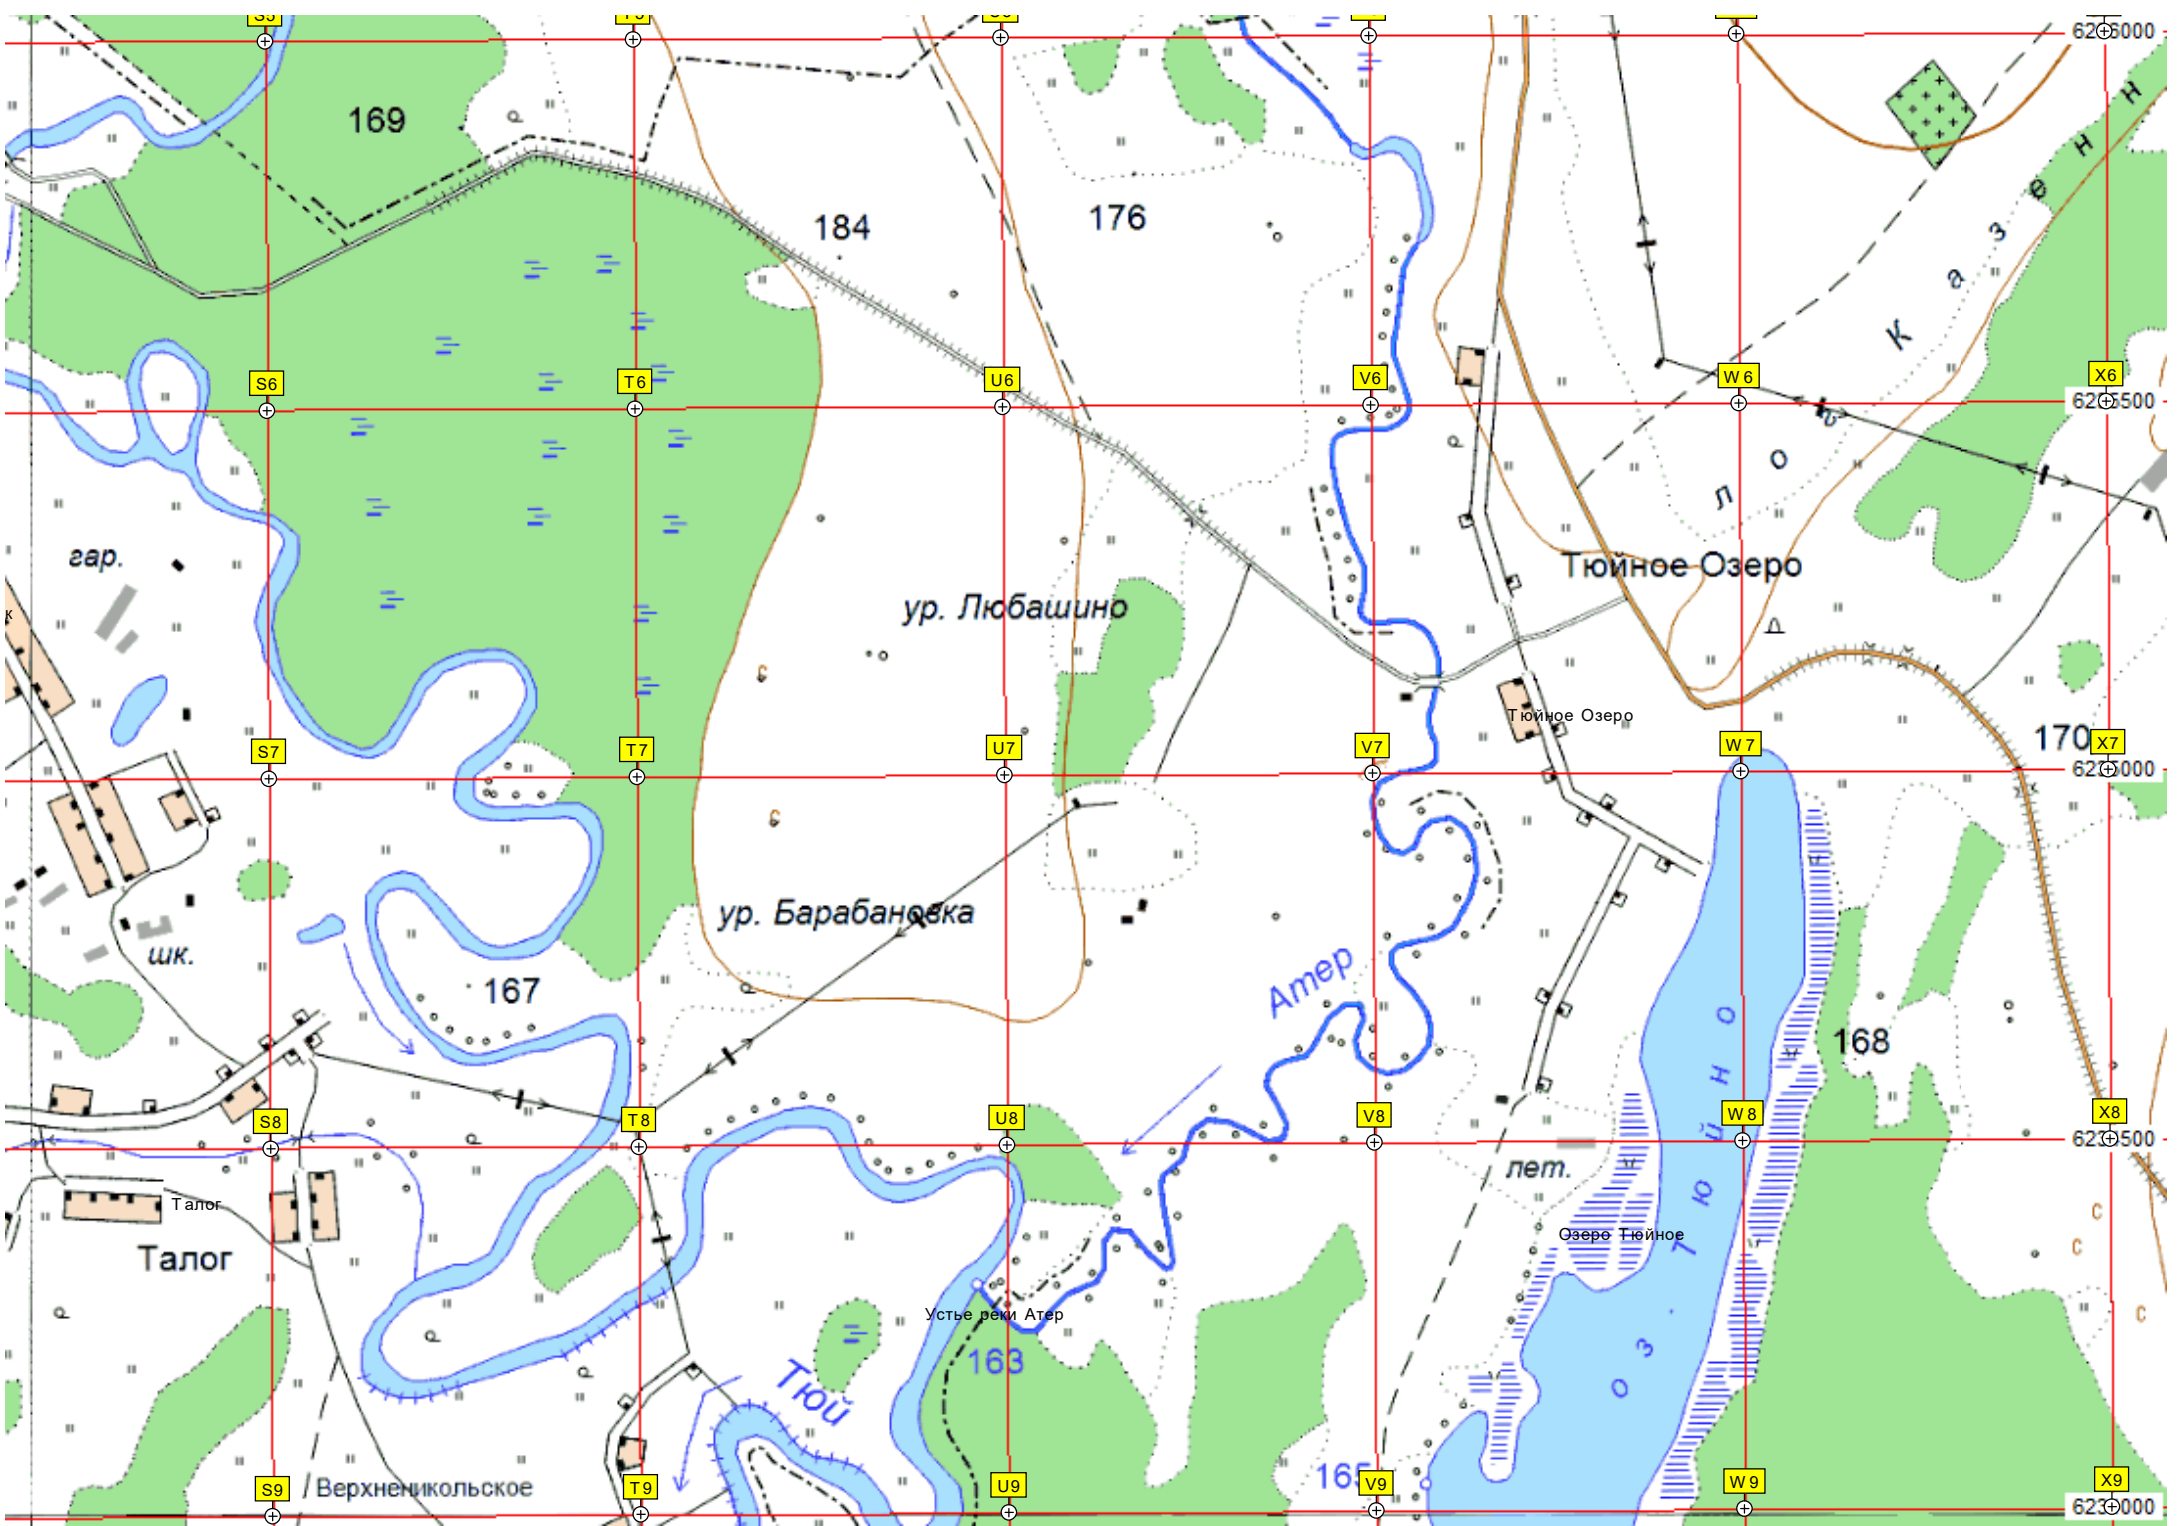 169
184
176
S6
T6
U6
V6
W6
X6
К а з е н н
л о
гар.
Тюйное Озеро
ур. Любашино
к
Тюйное Озеро
170
S7
T7
U7
V7
W7
X7
ур. Барабановка
шк.
167
Атер
168
S8
T8
U8
V8
W8
X8
лет.
Талог
Озеро Тюйное
Талог
Устье реки Атер
163
оз. Тюйно
Тюй
165
Верхненикольское
S9
T9
U9
V9
W9
X9